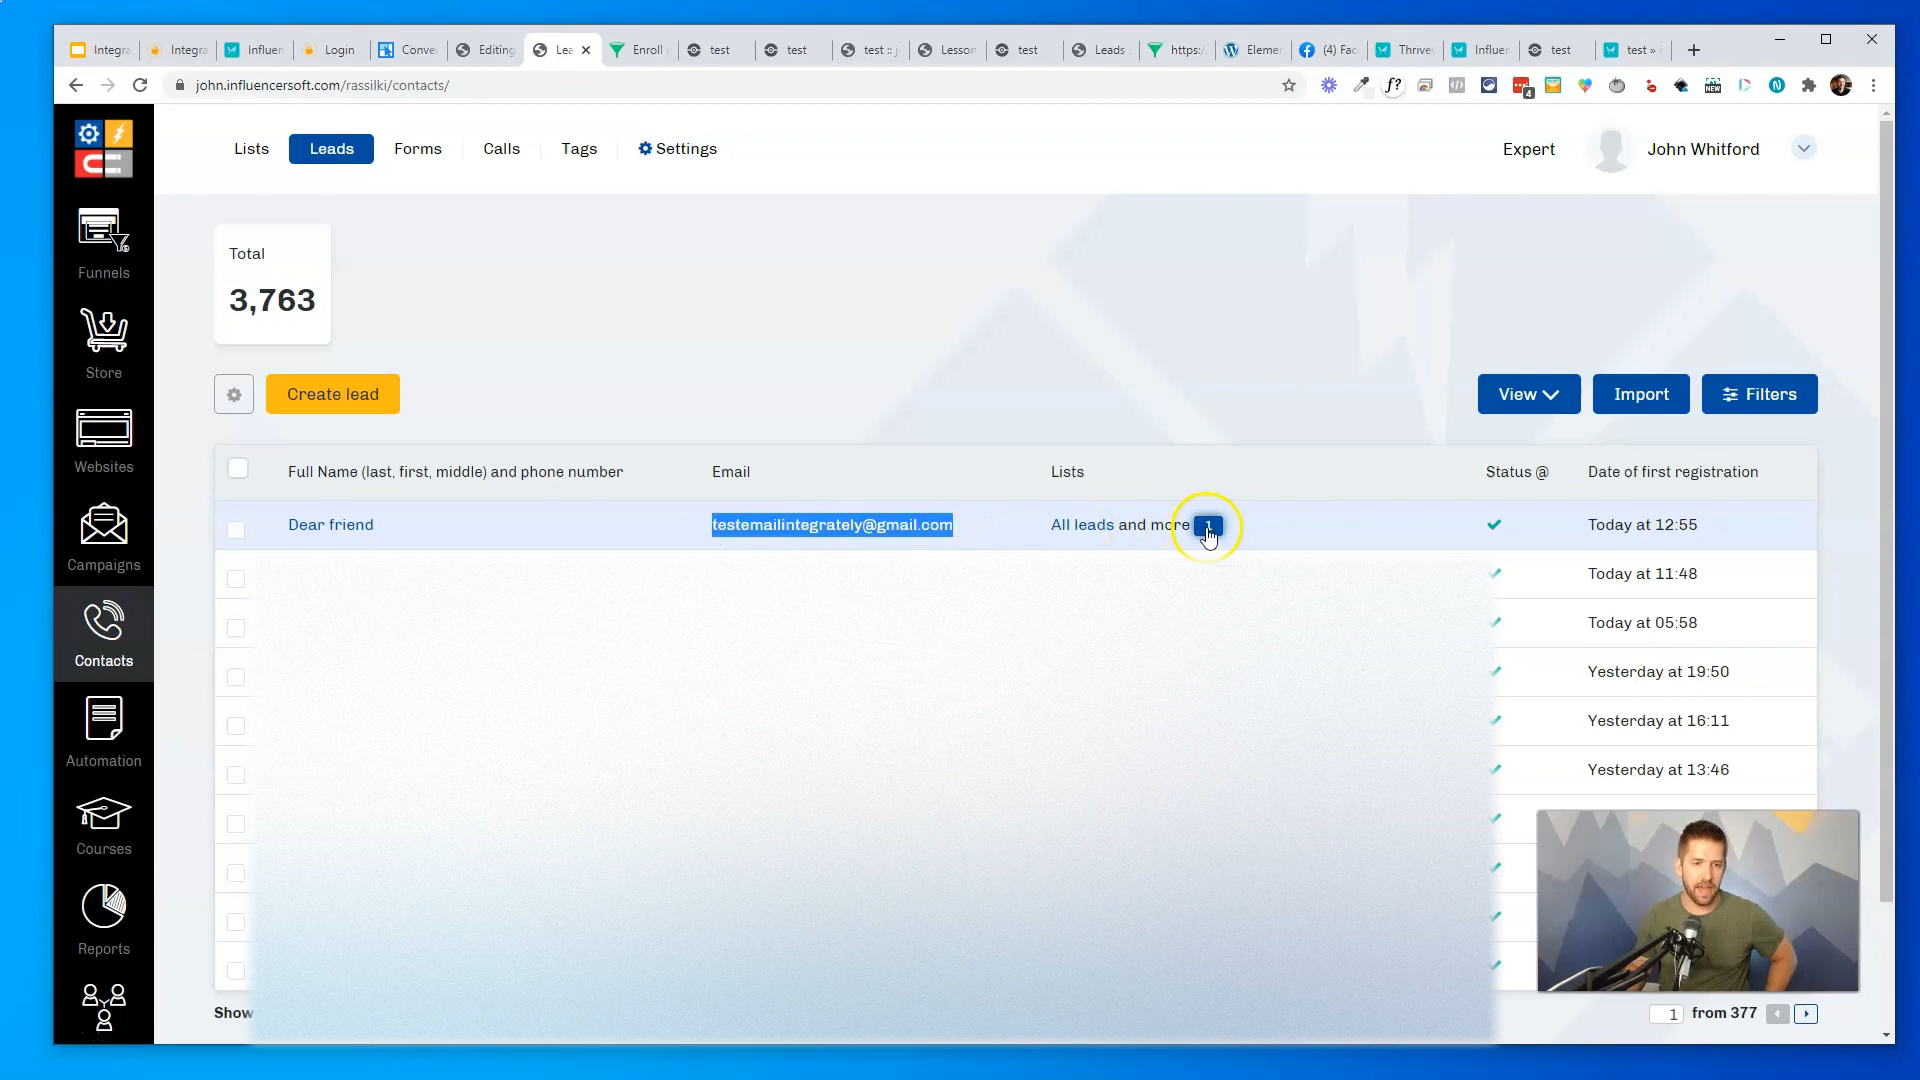 Integra
Integra
Influen
Login
Conve
Editing
Lea
Enroll
test
test
test :: j
Lesson
test
Leads
https:/
Eleme
(4) Fac
Thrive
Influen
test
test »
john.influencersoft.com/rassilki/contacts/
f?
4
NEW
N
Lists
Leads
Forms
Calls
Tags
Settings
Expert
John Whitford
Funnels
Store
Websites
Campaigns
Contacts
Automation
Courses
Reports
Total
3,763
Create lead
View
Import
Filters
Full Name (last, first, middle) and phone number
Email
Lists
Status @
Date of first registration
Dear friend
testemailintegrately@gmail.com
All leads and more 1
Today at 12:55
Today at 11:48
Today at 05:58
Yesterday at 19:50
Yesterday at 16:11
Yesterday at 13:46
Show
1 from 377